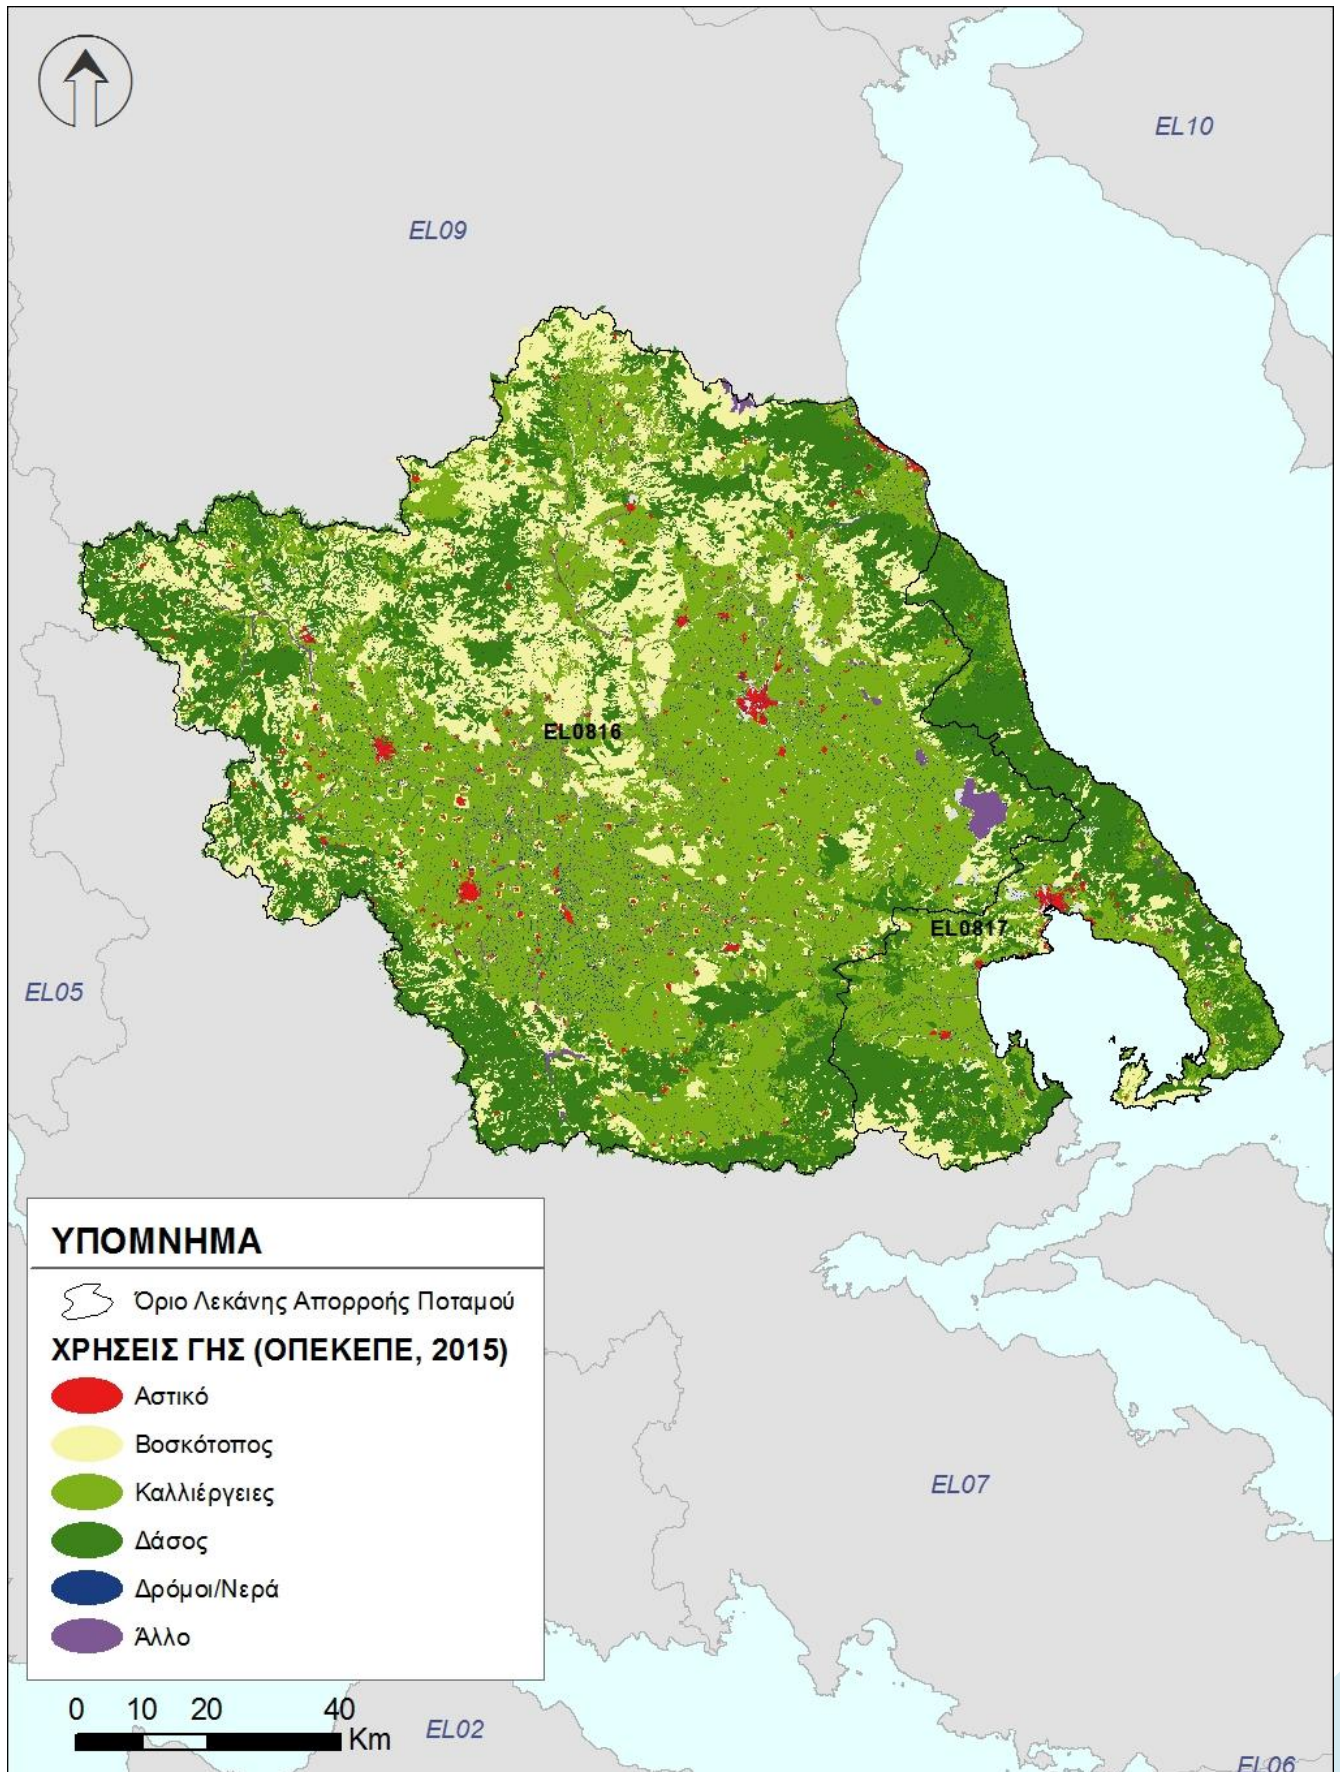 EL10
EL09
EL0816
EL0817
EL05
ΥΠΟΜΝΗΜΑ
Όριο Λεκάνης Απορροής Ποταμού
ΧΡΗΣΕΙΣ ΓΗΣ (ΟΠΕΚΕΠΕ, 2015)
Αστικό
Βοσκότοπος
Καλλιέργειες
Δάσος
Δρόμοι/Νερά
Άλλο
EL07
0 10 20 40
Km
EL02
EL06